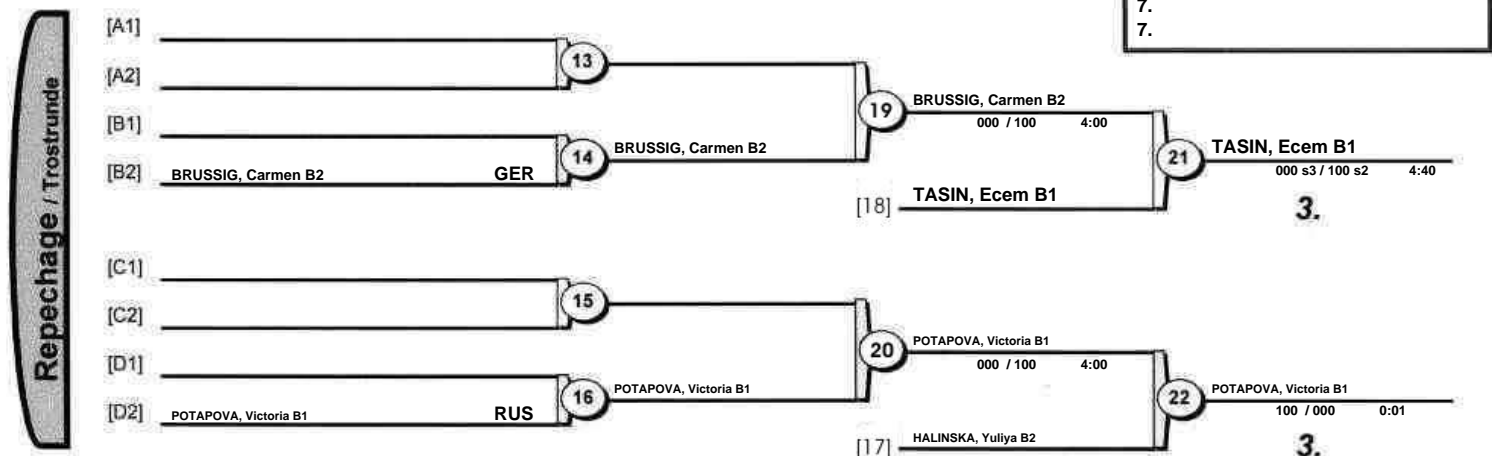 7.
7.
Repechage / Trostrunde
[A1]
13
[A2]
19
BRUSSIG, Carmen B2
000 / 100 4:00
[B1]
14
BRUSSIG, Carmen B2
21
TASIN, Ecem B1
000 s3 / 100 s2 4:40
[B2] BRUSSIG, Carmen B2 GER
[18] TASIN, Ecem B1
3.
[C1]
15
[C2]
20
POTAPOVA, Victoria B1
000 / 100 4:00
[D1]
16
POTAPOVA, Victoria B1
22
POTAPOVA, Victoria B1
100 / 000 0:01
[D2] POTAPOVA, Victoria B1 RUS
[17] HALINSKA, Yuliya B2
3.